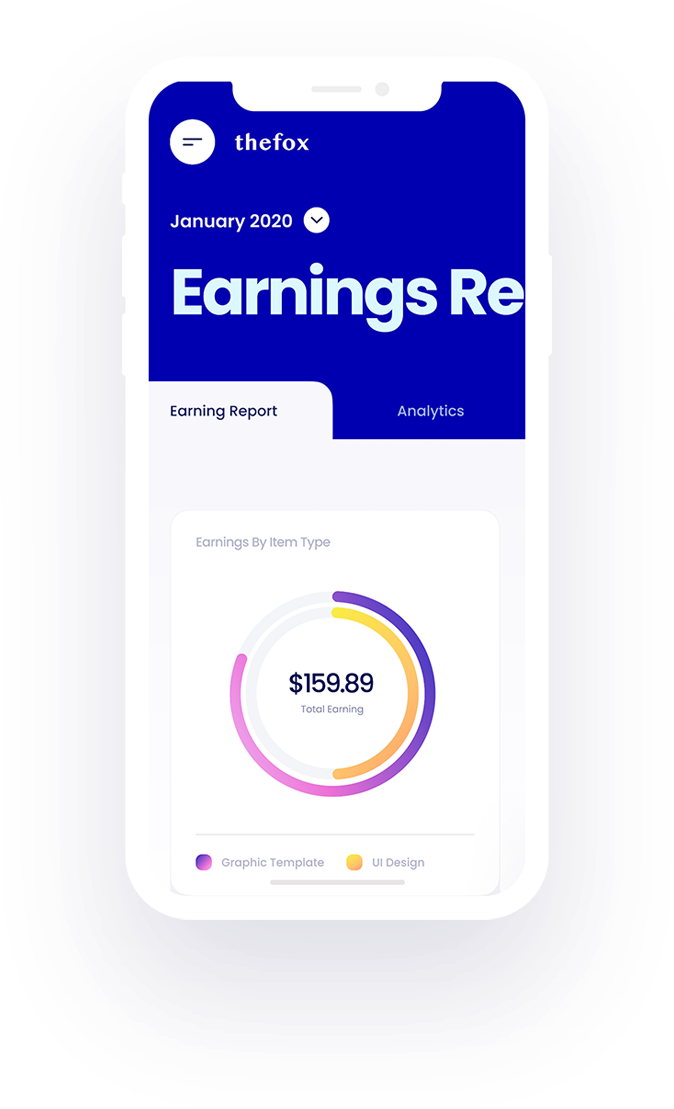 thefox
January 2020
Earnings Re
Earning Report
Analytics
Earnings By Item Type
$159.89
Total Earning
Graphic Template
UI Design